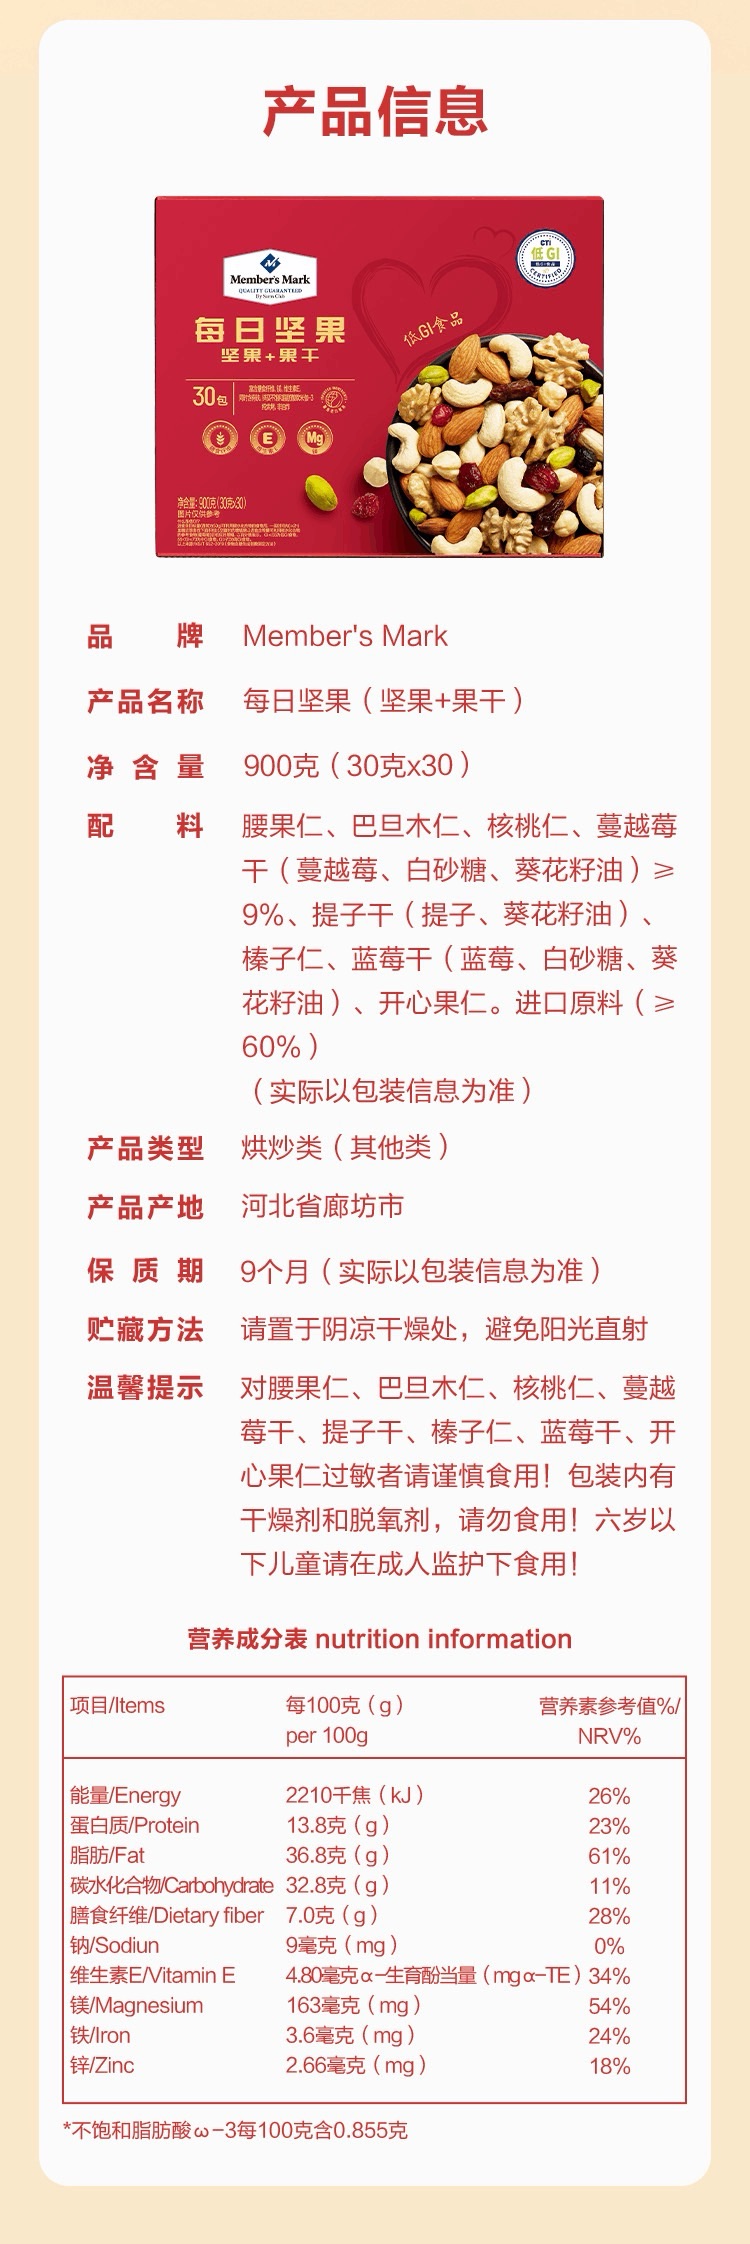 产品信息
Member's Mark
QUALITY GUARANTEED
By Sam's Club
CTI
低GI
CERTIFIED
每日坚果
坚果+果干
低GI食品
30包
E
Mg
净含量: 900克(30克x30)
图片仅供参考
品牌 Member's Mark
产品名称 每日坚果（坚果+果干）
净含量 900克（30克x30）
配料 腰果仁、巴旦木仁、核桃仁、蔓越莓
干（蔓越莓、白砂糖、葵花籽油）≥
9%、提子干（提子、葵花籽油）、
榛子仁、蓝莓干（蓝莓、白砂糖、葵
花籽油）、开心果仁。进口原料（≥
60%）
（实际以包装信息为准）
产品类型 烘炒类（其他类）
产品产地 河北省廊坊市
保质期 9个月（实际以包装信息为准）
贮藏方法 请置于阴凉干燥处，避免阳光直射
温馨提示 对腰果仁、巴旦木仁、核桃仁、蔓越
莓干、提子干、榛子仁、蓝莓干、开
心果仁过敏者请谨慎食用！包装内有
干燥剂和脱氧剂，请勿食用！六岁以
下儿童请在成人监护下食用！
营养成分表 nutrition information
项目/Items 每100克（g） 营养素参考值%/
per 100g NRV%
能量/Energy 2210千焦（kJ） 26%
蛋白质/Protein 13.8克（g） 23%
脂肪/Fat 36.8克（g） 61%
碳水化合物/Carbohydrate 32.8克（g） 11%
膳食纤维/Dietary fiber 7.0克（g） 28%
钠/Sodiun 9毫克（mg） 0%
维生素E/Vitamin E 4.80毫克α-生育酚当量（mgα-TE） 34%
镁/Magnesium 163毫克（mg） 54%
铁/Iron 3.6毫克（mg） 24%
锌/Zinc 2.66毫克（mg） 18%
*不饱和脂肪酸ω-3每100克含0.855克